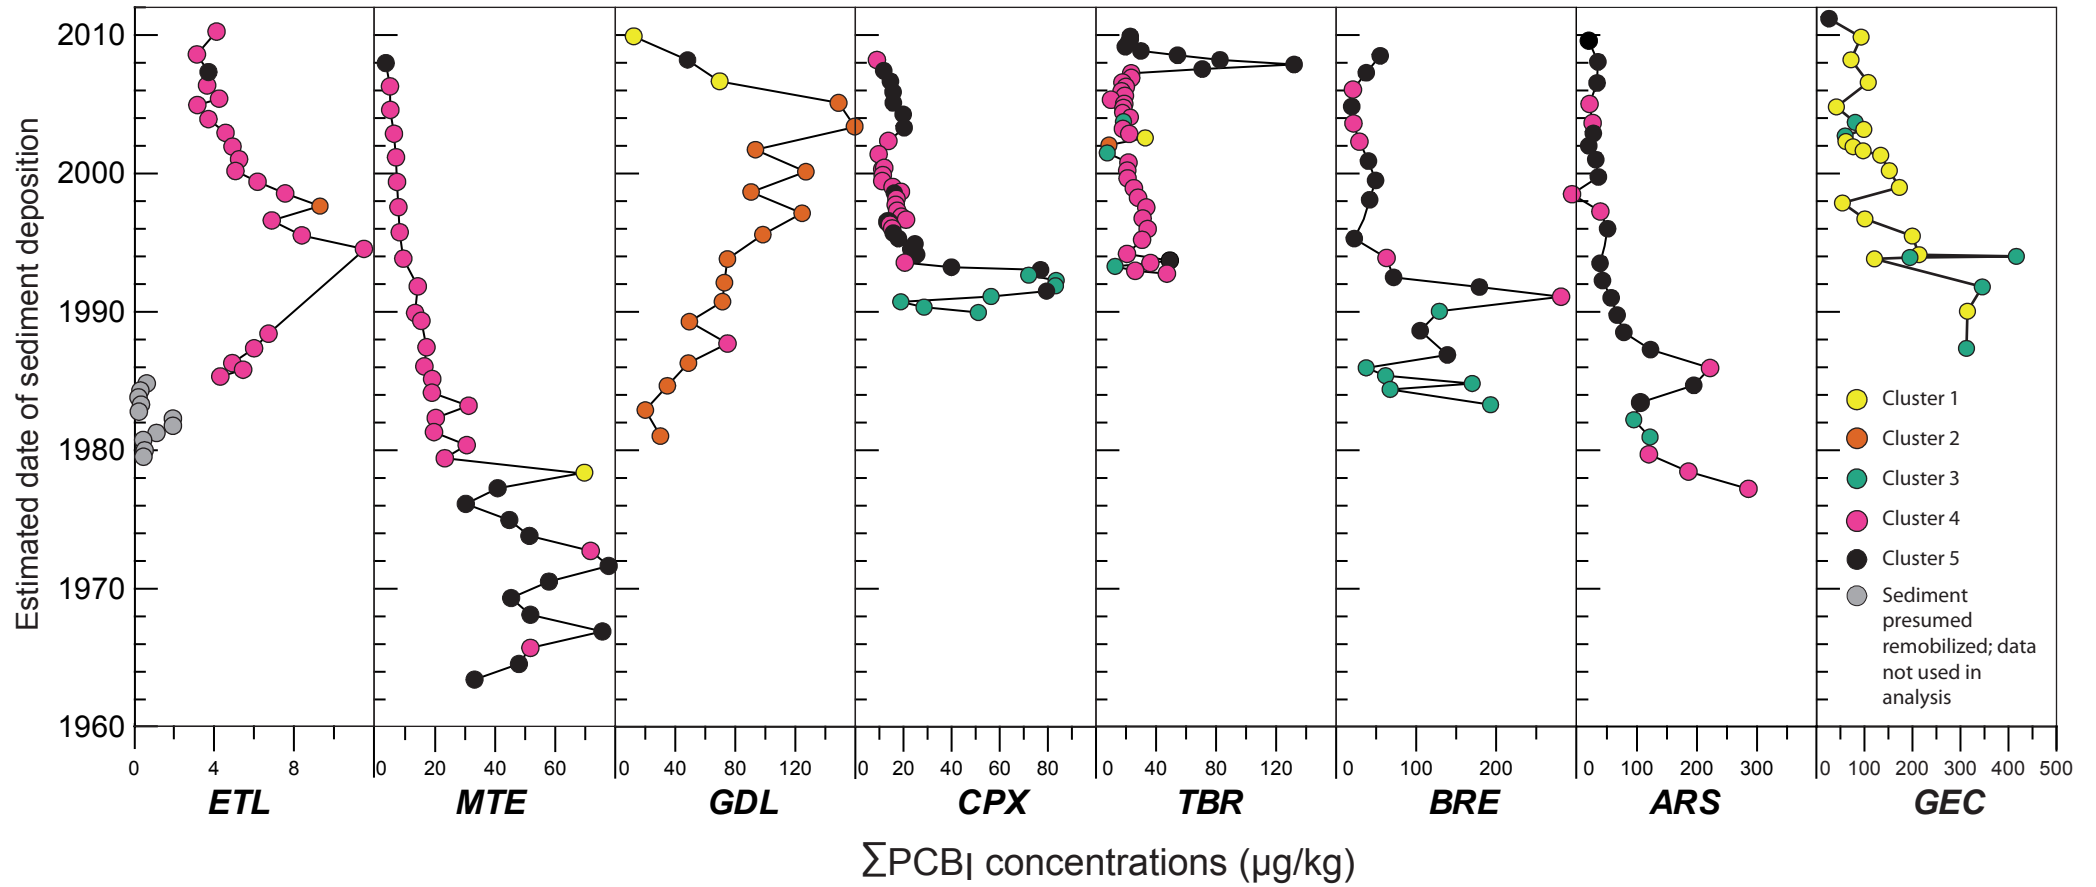 Estimated date of sediment deposition
2010
2000
1990
1980
1970
1960
Cluster 1
Cluster 2
Cluster 3
Cluster 4
Cluster 5
Sediment
presumed
remobilized; data
not used in
analysis
0 4 8 20 40 60 0 40 80 120 0 20 40 60 80 0 40 80 120 0 100 200 0 100 200 300 0 100 200 300 400 500
ETL MTE GDL CPX TBR BRE ARS GEC
∑PCB| concentrations (µg/kg)